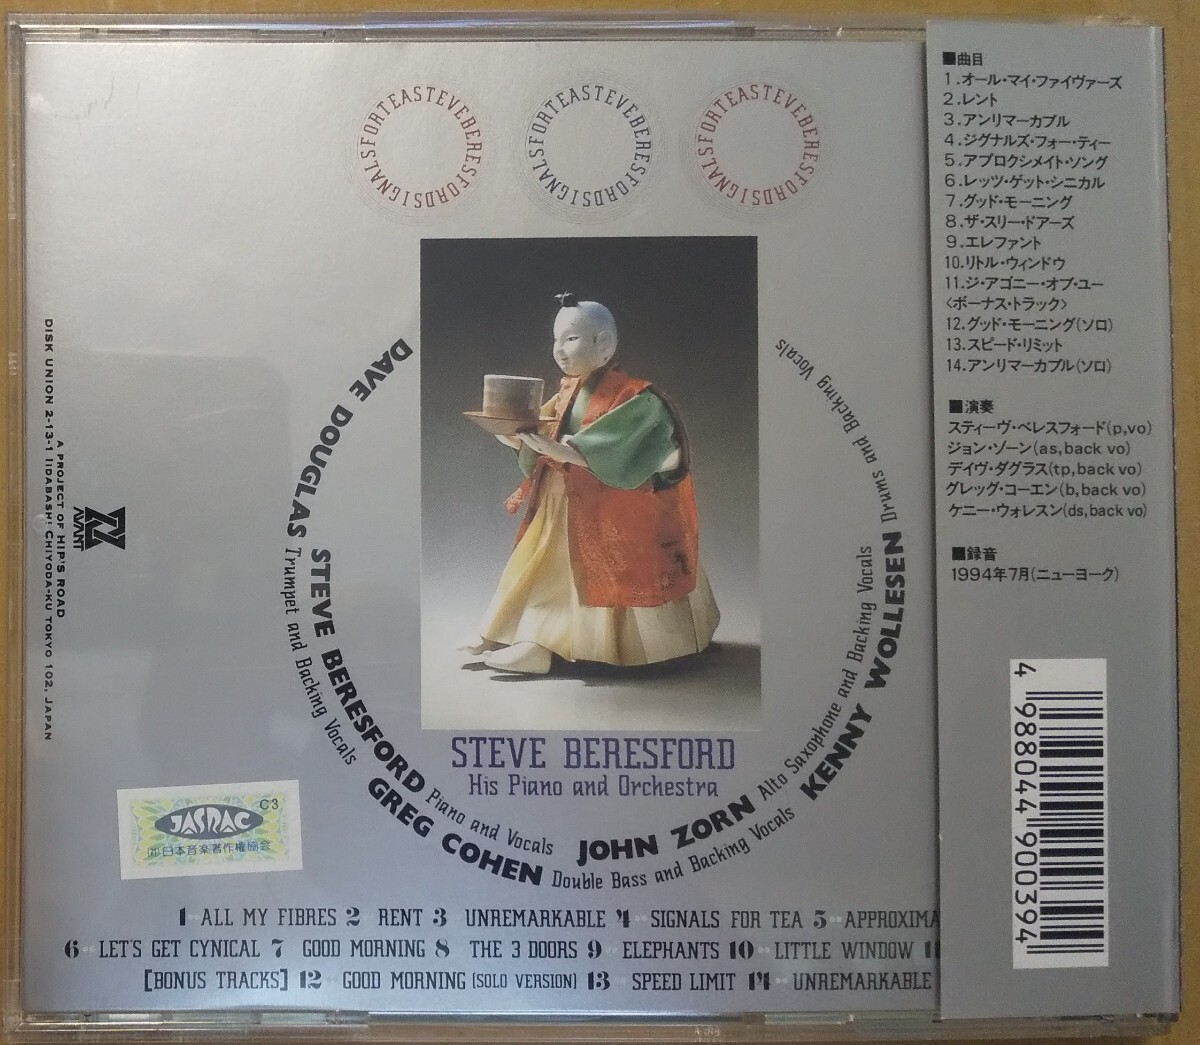 SIGNALSFORTEASTEVEBERESFORD
SIGNALSFORTEASTEVEBERESFORD
SIGNALSFORTEASTEVEBERESFORD
DAVE DOUGLAS Trumpet and Backing Vocals
STEVE BERESFORD Piano and Vocals
GREG COHEN Double Bass and Backing Vocals
JOHN ZORN Alto Saxophone and Backing Vocals
KENNY WOLLESEN Drums and Backing Vocals
STEVE BERESFORD
His Piano and Orchestra
AVANT
A PROJECT OF HIP'S ROAD
DISK UNION 2-13-1 IIDABASHI CHIYODA-KU TOKYO 102, JAPAN
C3
JASRAC
(社)日本音楽著作権協会
1 ALL MY FIBRES 2 RENT 3 UNREMARKABLE 4 SIGNALS FOR TEA 5 APPROXIMA
6 LET'S GET CYNICAL 7 GOOD MORNING 8 THE 3 DOORS 9 ELEPHANTS 10 LITTLE WINDOW 11
[BONUS TRACKS] 12 GOOD MORNING (SOLO VERSION) 13 SPEED LIMIT 14 UNREMARKABLE
■曲目
1.オール・マイ・ファイヴァーズ
2.レント
3.アンリマーカブル
4.ジグナルズ・フォー・ティー
5.アプロクシメイト・ソング
6.レッツ・ゲット・シニカル
7.グッド・モーニング
8.ザ・スリー・ドアーズ
9.エレファント
10.リトル・ウィンドウ
11.ジ・アゴニー・オブ・ユー
〈ボーナス・トラック〉
12.グッド・モーニング(ソロ)
13.スピード・リミット
14.アンリマーカブル(ソロ)
■演奏
スティーヴ・ベレスフォード(p,vo)
ジョン・ゾーン(as,back vo)
デイヴ・ダグラス(tp,back vo)
グレッグ・コーエン(b,back vo)
ケニー・ウォレスン(ds,back vo)
■録音
1994年7月(ニューヨーク)
4 988044 900394